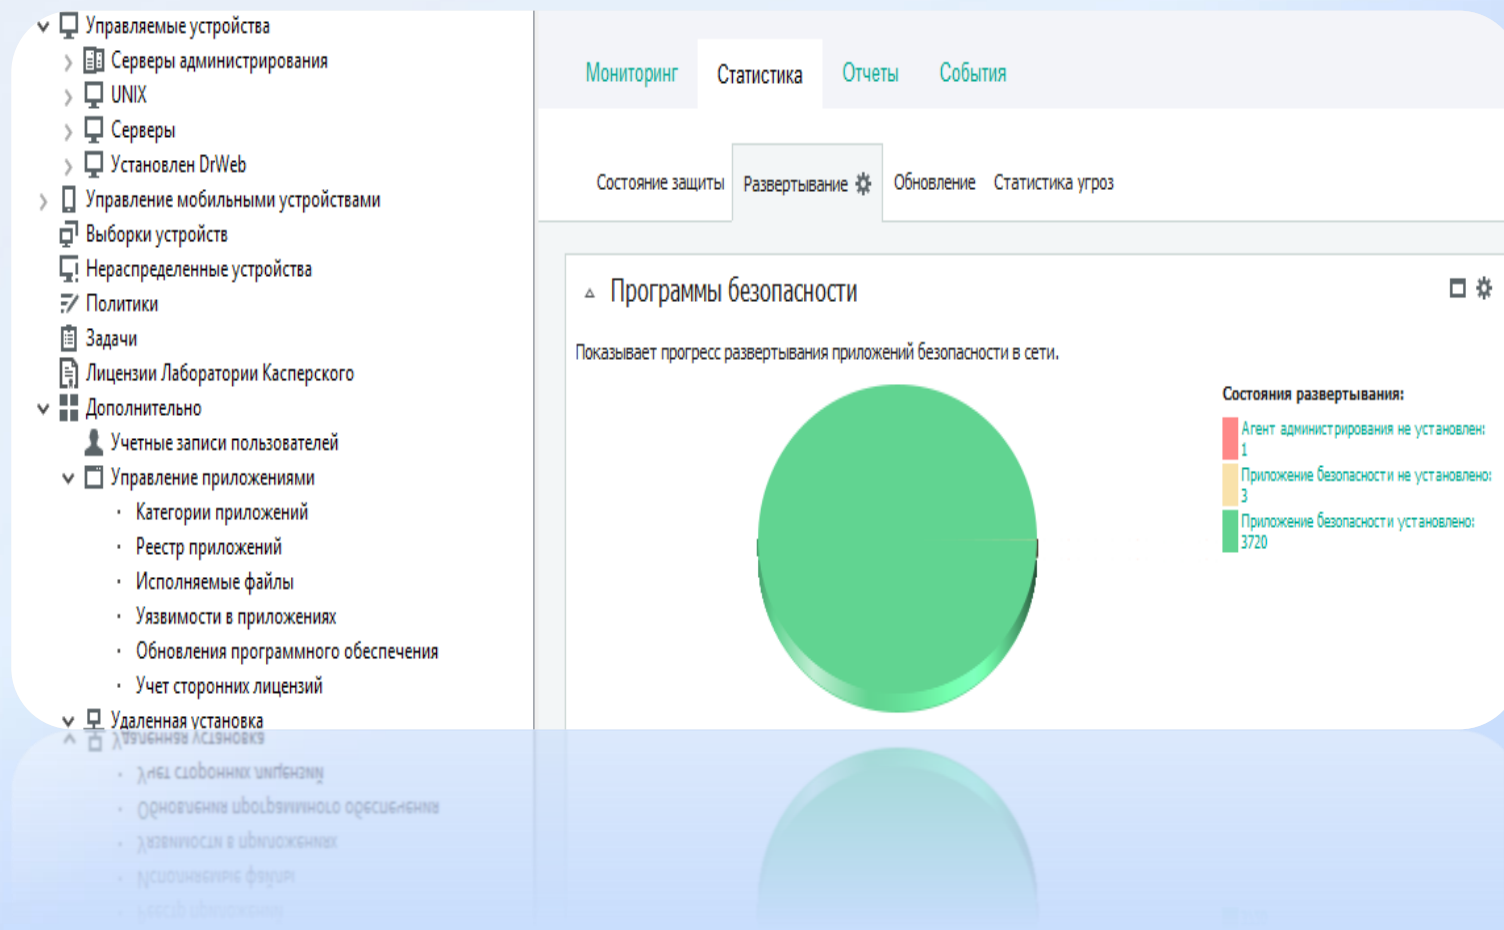 Управляемые устройства
Серверы администрирования
UNIX
Серверы
Установлен DrWeb
Управление мобильными устройствами
Выборки устройств
Нераспределенные устройства
Политики
Задачи
Лицензии Лаборатории Касперского
Дополнительно
Учетные записи пользователей
Управление приложениями
Категории приложений
Реестр приложений
Исполняемые файлы
Уязвимости в приложениях
Обновления программного обеспечения
Учет сторонних лицензий
Удаленная установка
Мониторинг
Статистика
Отчеты
События
Состояние защиты
Развертывание
Обновление
Статистика угроз
Программы безопасности
Показывает прогресс развертывания приложений безопасности в сети.
Состояния развертывания:
Агент администрирования не установлен:
1
Приложение безопасности не установлено:
3
Приложение безопасности установлено:
3720